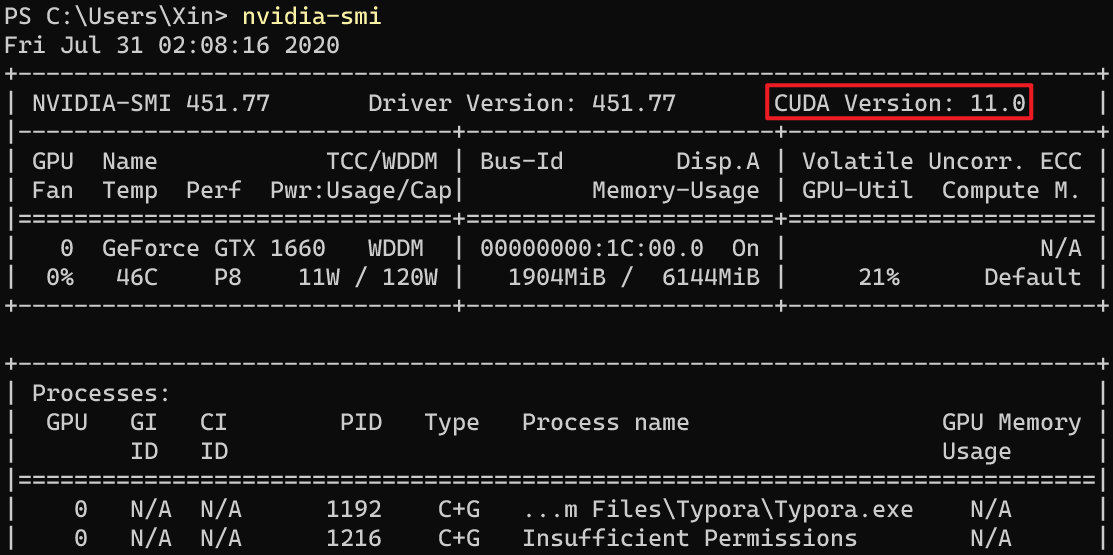 PS C:\Users\Xin> nvidia-smi
Fri Jul 31 02:08:16 2020
+-----------------------------------------------------------------------------+
| NVIDIA-SMI 451.77       Driver Version: 451.77       CUDA Version: 11.0     |
|-------------------------------+----------------------+----------------------+
| GPU  Name            TCC/WDDM | Bus-Id        Disp.A | Volatile Uncorr. ECC |
| Fan  Temp  Perf  Pwr:Usage/Cap|         Memory-Usage | GPU-Util  Compute M. |
|===============================+======================+======================|
|   0  GeForce GTX 1660   WDDM  | 00000000:1C:00.0  On |                  N/A |
|  0%   46C    P8    11W / 120W |   1904MiB /  6144MiB |     21%      Default |
+-------------------------------+----------------------+----------------------+
+-----------------------------------------------------------------------------+
| Processes:                                                                  |
|  GPU   GI   CI        PID   Type   Process name                  GPU Memory |
|        ID   ID                                                   Usage      |
|=============================================================================|
|    0   N/A  N/A      1192    C+G   ...m Files\Typora\Typora.exe    N/A      |
|    0   N/A  N/A      1216    C+G   Insufficient Permissions        N/A      |